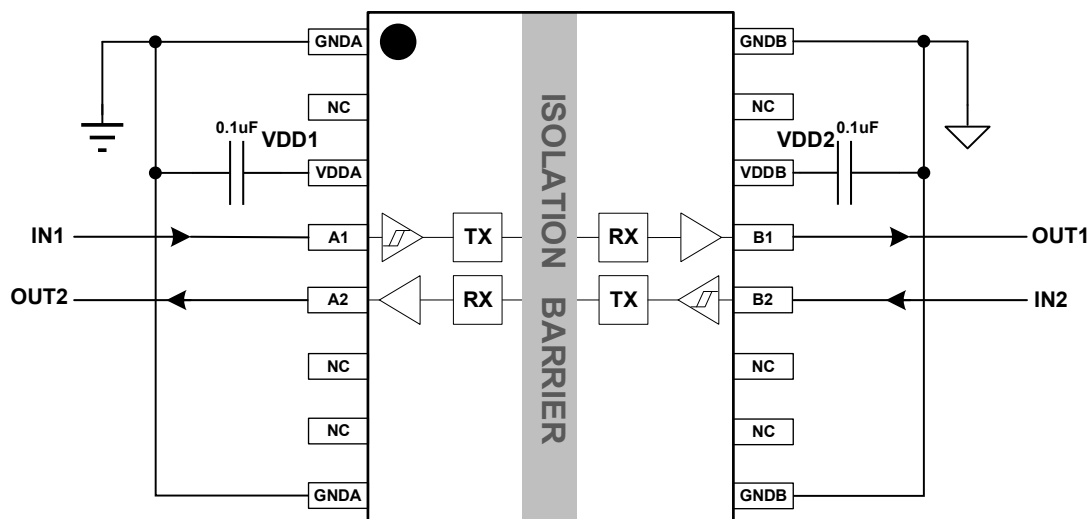 GNDA GNDB
NC NC
0.1uF VDD1 VDD2 0.1uF
VDDA VDDB
IN1 A1 TX RX B1 OUT1
OUT2 A2 RX TX B2 IN2
NC NC
NC NC
GNDA GNDB
ISOLATION BARRIER